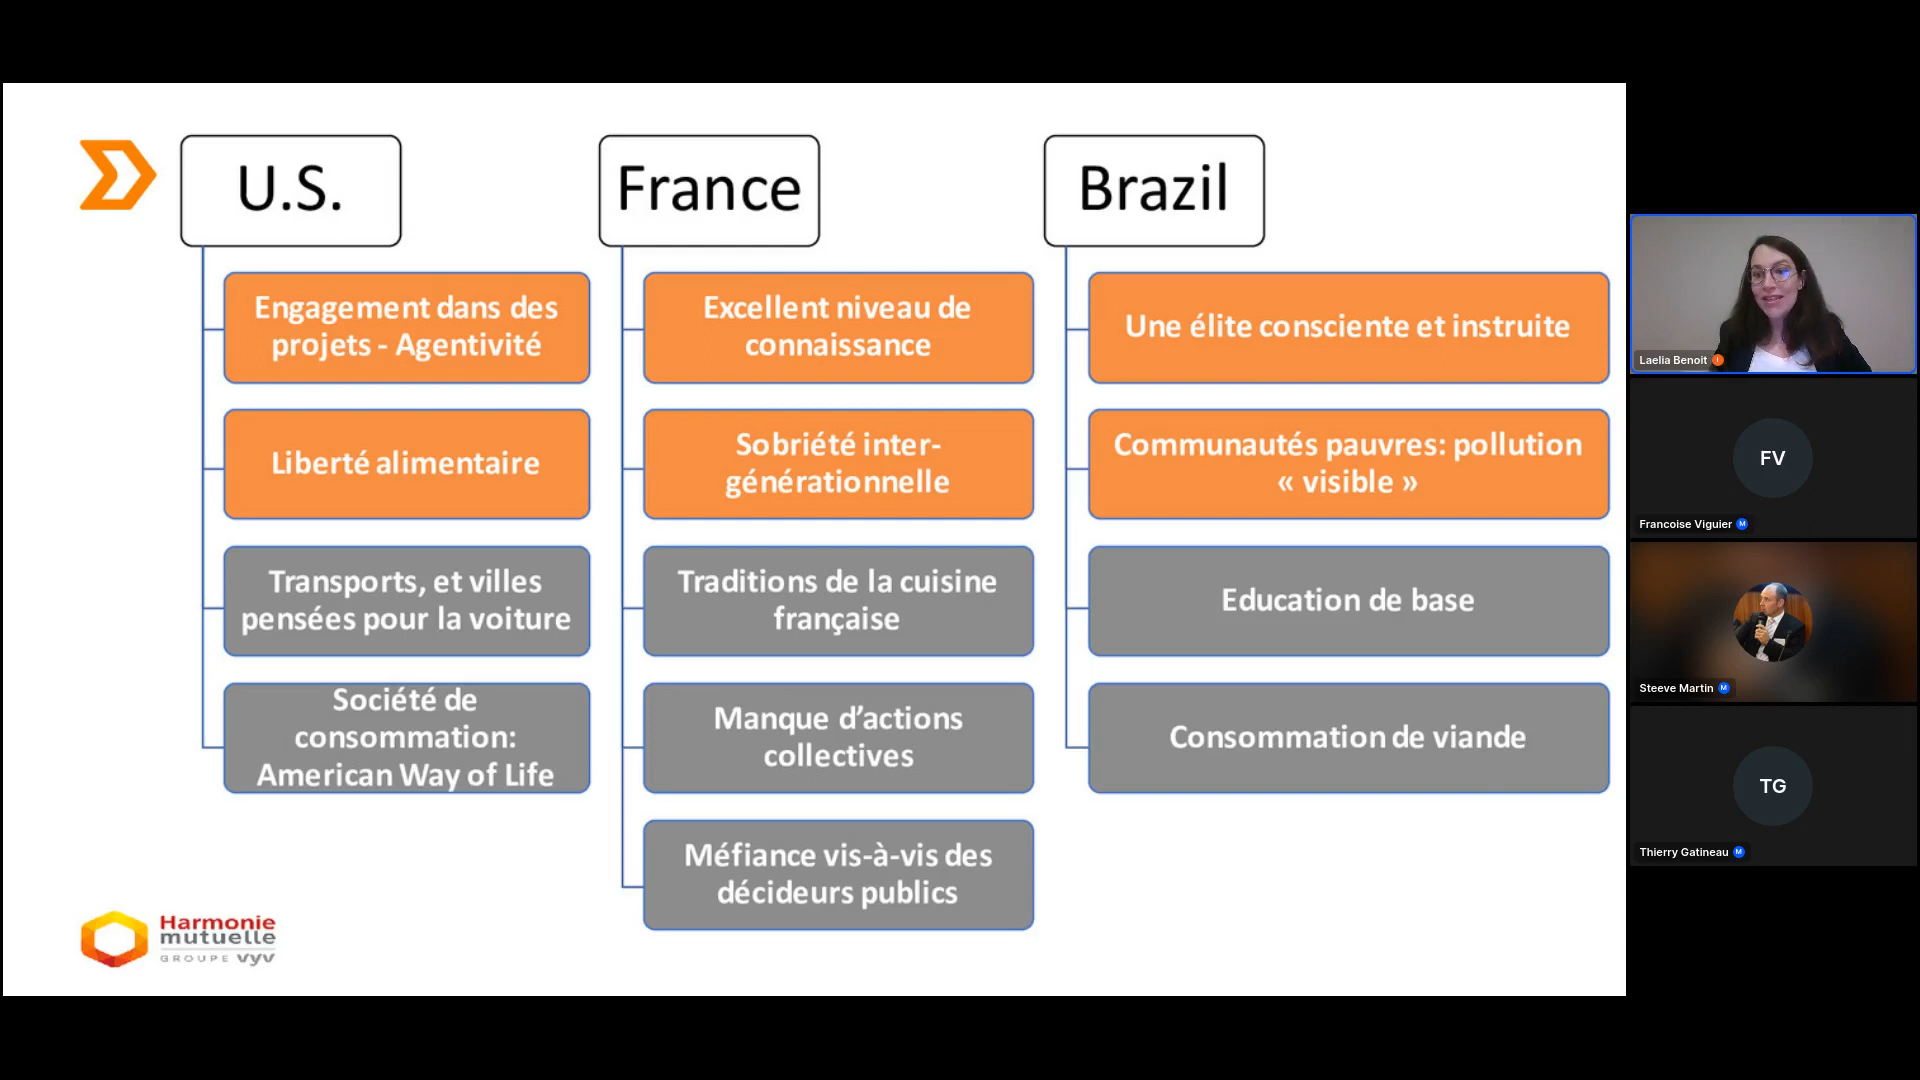 U.S.
Engagement dans des
projets - Agentivité
Liberté alimentaire
Transports, et villes
pensées pour la voiture
Société de
consommation:
American Way of Life
France
Excellent niveau de
connaissance
Sobriété inter-
générationnelle
Traditions de la cuisine
française
Manque d’actions
collectives
Méfiance vis-à-vis des
décideurs publics
Brazil
Une élite consciente et instruite
Communautés pauvres: pollution
« visible »
Education de base
Consommation de viande
Harmonie
mutuelle
GROUPE vyv
Laelia Benoit
FV
Francoise Viguier M
Steeve Martin M
TG
Thierry Gatineau M